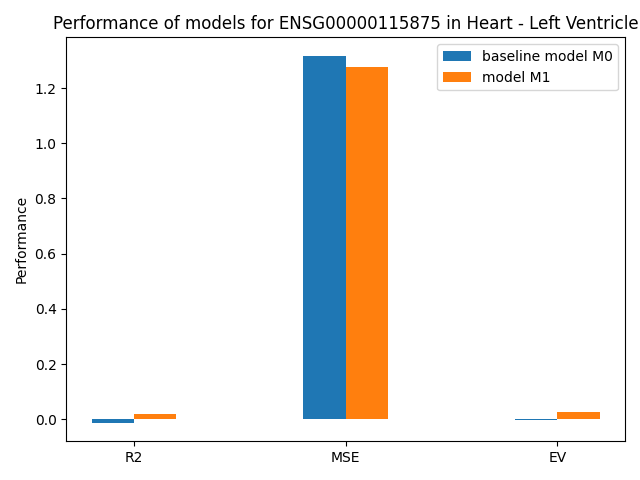 Performance of models for ENSG00000115875 in Heart - Left Ventricle
baseline model M0
model M1
Performance
1.2
1.0
0.8
0.6
0.4
0.2
0.0
R2
MSE
EV